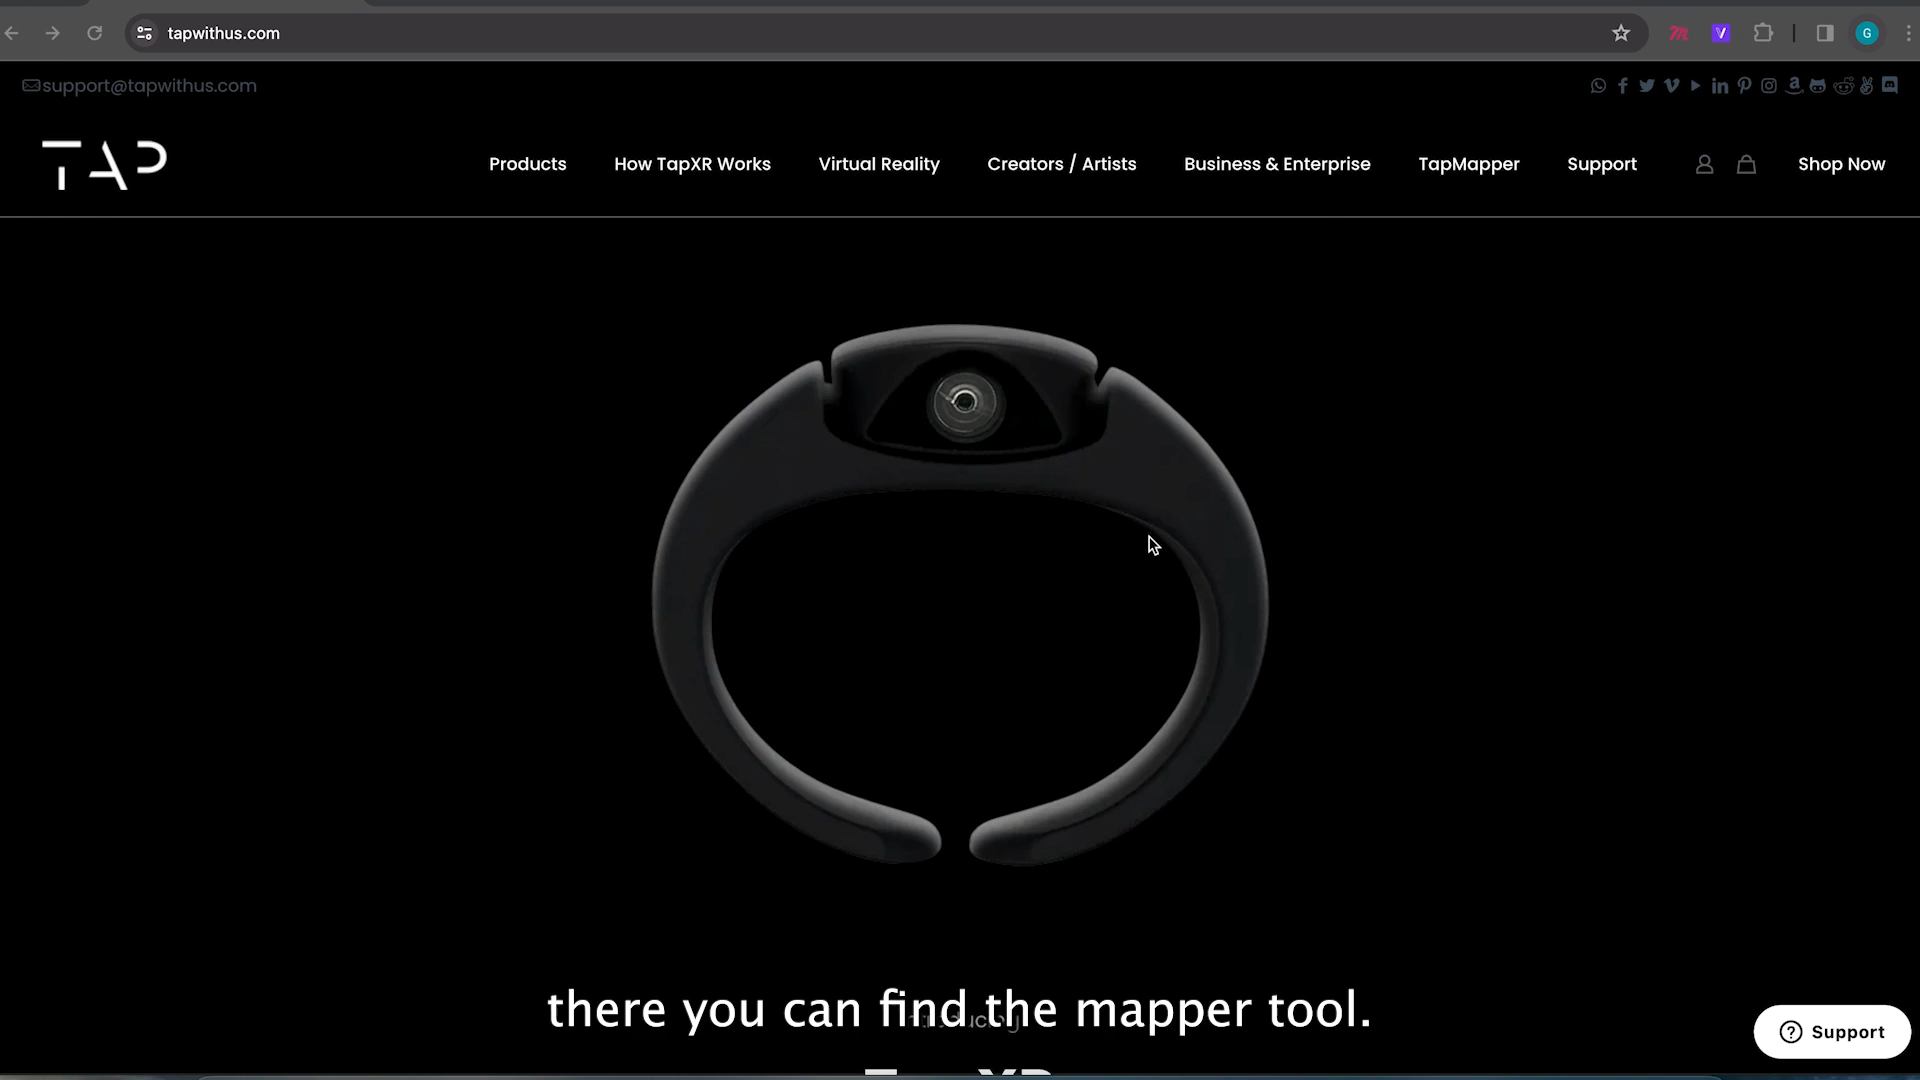 tapwithus.com
G
support@tapwithus.com
TAP
Products
How TapXR Works
Virtual Reality
Creators / Artists
Business & Enterprise
TapMapper
Support
Shop Now
there you can find the mapper tool.
Support